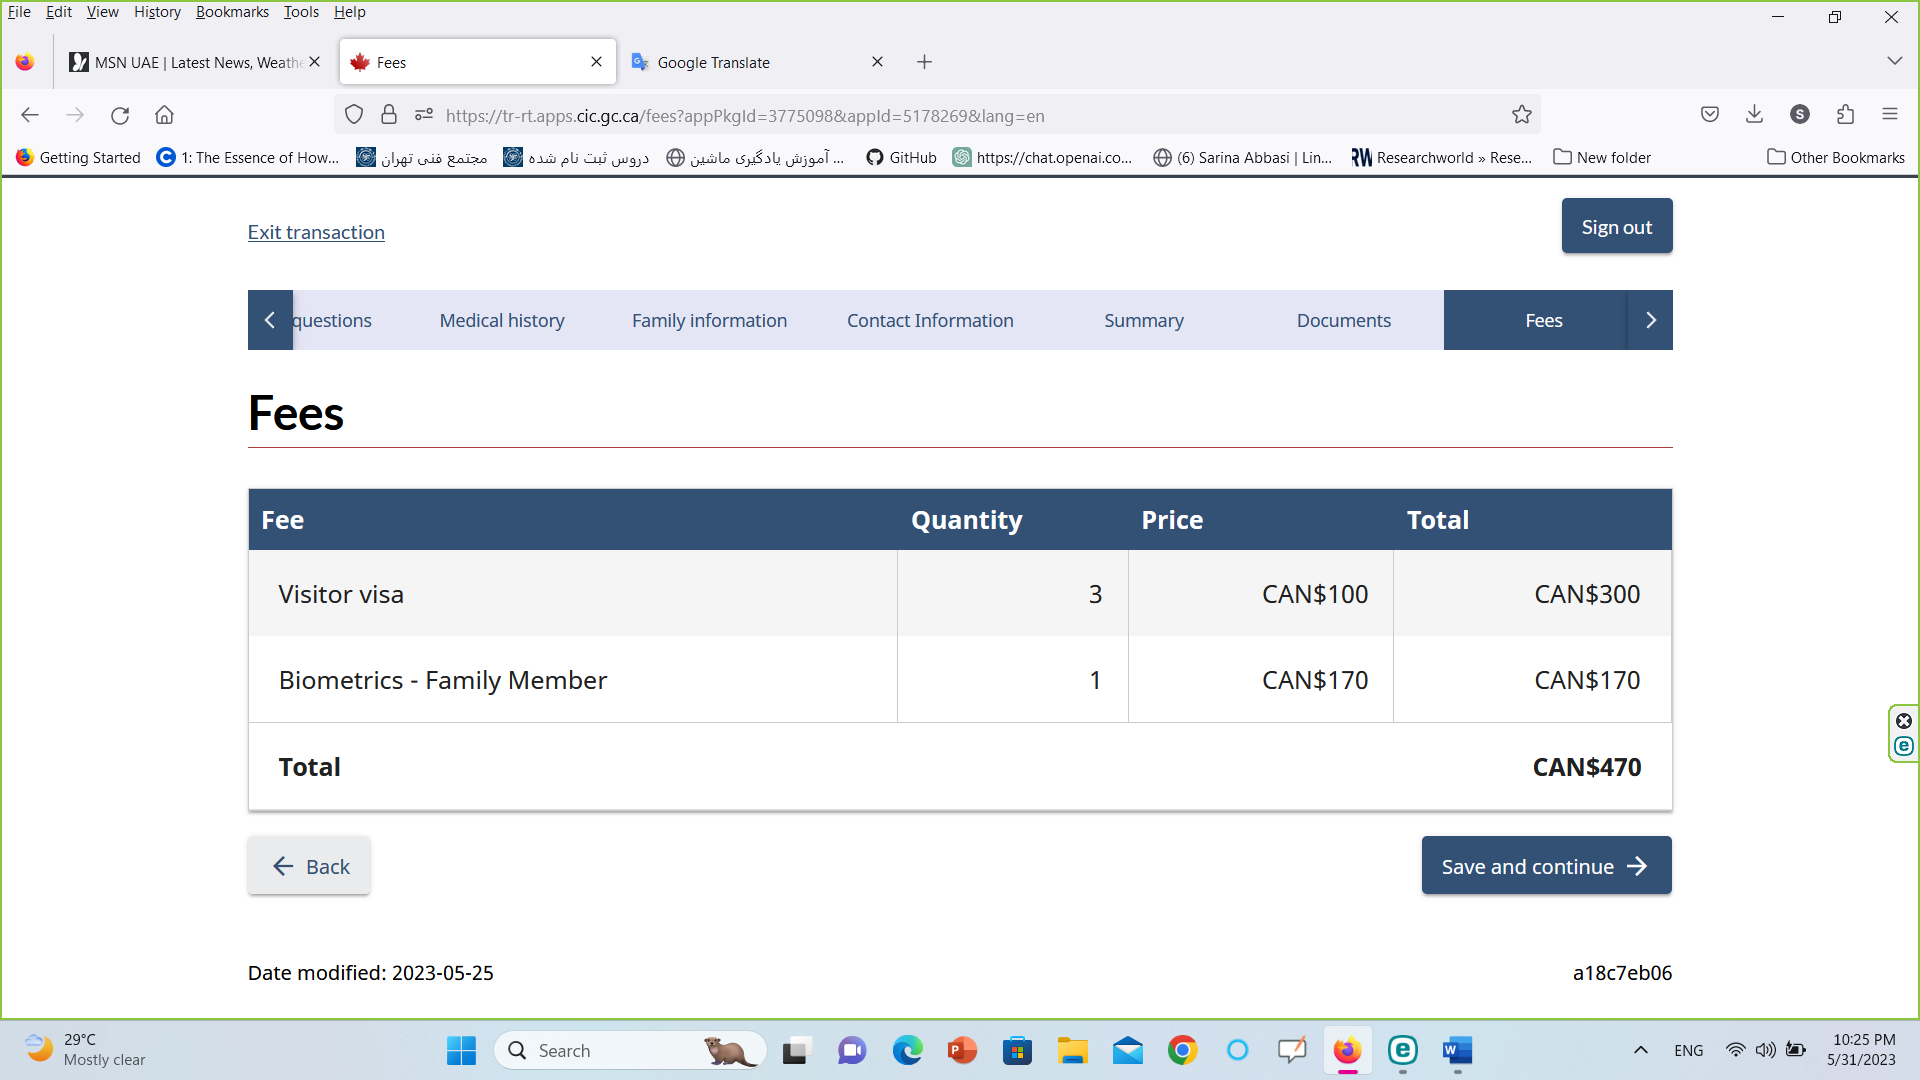 File Edit View History Bookmarks Tools Help
MSN UAE | Latest News, Weathe
Fees
Google Translate
https://tr-rt.apps.cic.gc.ca/fees?appPkgId=3775098&appId=5178269&lang=en
S
Getting Started
1: The Essence of How...
مجتمع فنی تهران
دروس ثبت نام شده
آموزش یادگیری ماشین ...
GitHub
https://chat.openai.co...
(6) Sarina Abbasi | Lin...
RW Researchworld » Rese...
New folder
Other Bookmarks
Exit transaction
Sign out
questions Medical history Family information Contact Information Summary Documents Fees
Fees
Fee Quantity Price Total
Visitor visa 3 CAN$100 CAN$300
Biometrics - Family Member 1 CAN$170 CAN$170
Total CAN$470
Back
Save and continue
Date modified: 2023-05-25
a18c7eb06
29°C
Mostly clear
Search
ENG
10:25 PM
5/31/2023